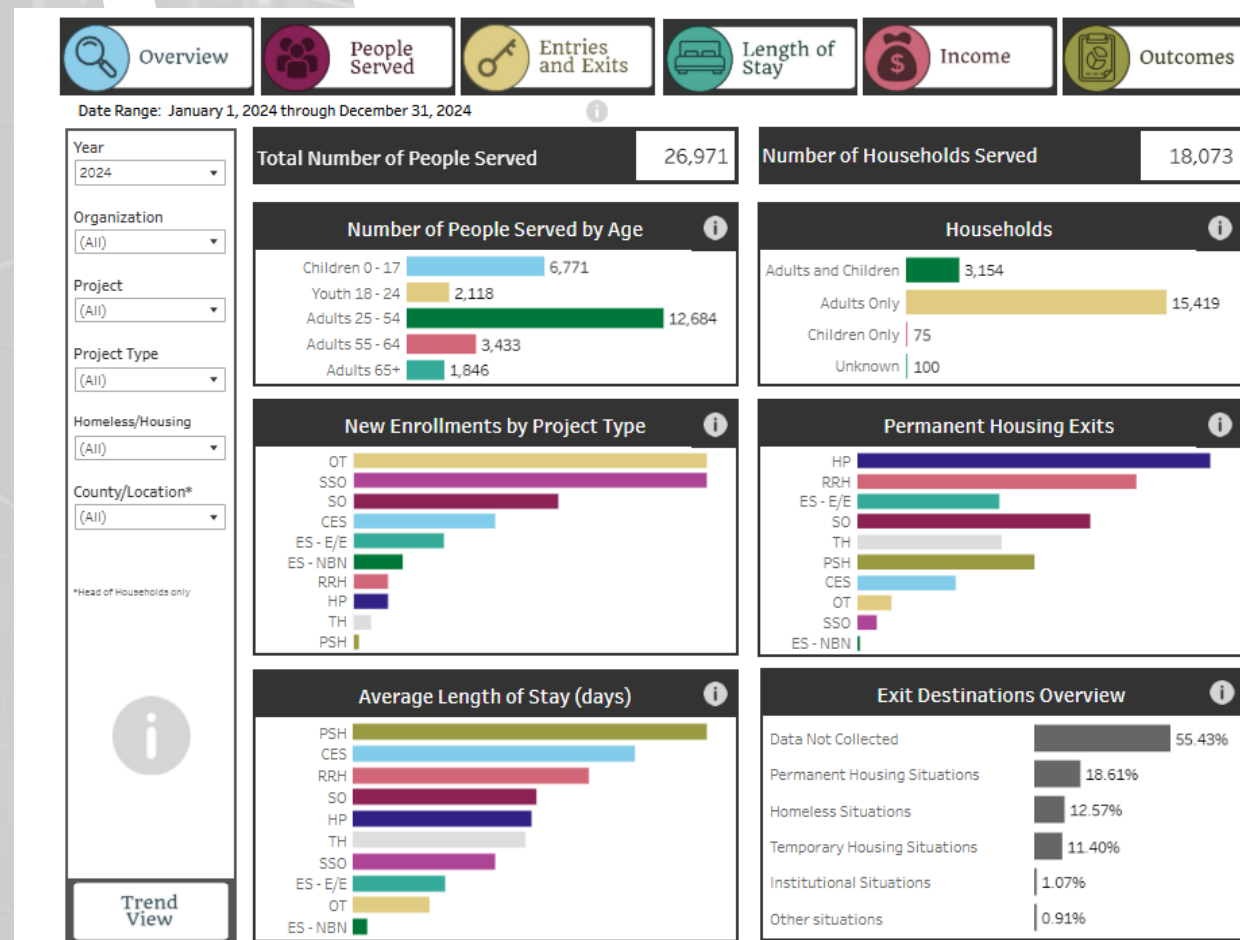 Overview
People
Served
Entries
and Exits
Length of
Stay
Income
Outcomes
Date Range: January 1, 2024 through December 31, 2024
Year
2024
Organization
(All)
Project
(All)
Project Type
(All)
Homeless/Housing
(All)
County/Location*
(All)
*Head of Households only
Trend
View
Total Number of People Served 26,971
Number of Households Served 18,073
Number of People Served by Age
Children 0 - 17 6,771
Youth 18 - 24 2,118
Adults 25 - 54 12,684
Adults 55 - 64 3,433
Adults 65+ 1,846
Households
Adults and Children 3,154
Adults Only 15,419
Children Only 75
Unknown 100
New Enrollments by Project Type
OT
SSO
SO
CES
ES - E/E
ES - NBN
RRH
HP
TH
PSH
Permanent Housing Exits
HP
RRH
ES - E/E
SO
TH
PSH
CES
OT
SSO
ES - NBN
Average Length of Stay (days)
PSH
CES
RRH
SO
HP
TH
SSO
ES - E/E
OT
ES - NBN
Exit Destinations Overview
Data Not Collected 55.43%
Permanent Housing Situations 18.61%
Homeless Situations 12.57%
Temporary Housing Situations 11.40%
Institutional Situations 1.07%
Other situations 0.91%